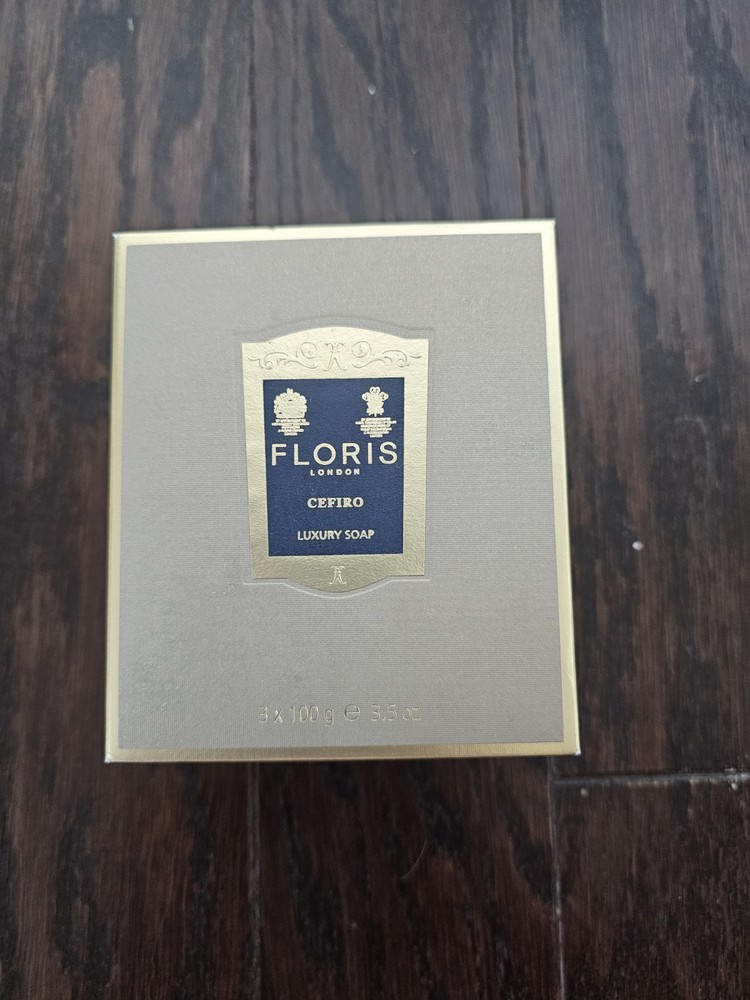 FLORIS
LONDON
CEFIRO
LUXURY SOAP
3 x 100 g ℮ 3.5 oz